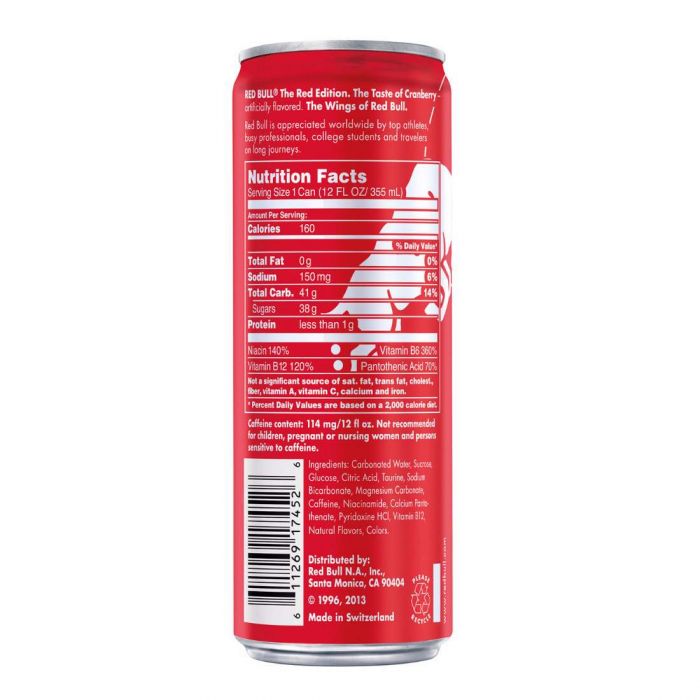 RED BULL® The Red Edition. The Taste of Cranberry-
artificially flavored. The Wings of Red Bull.
Red Bull is appreciated worldwide by top athletes,
busy professionals, college students and travelers
on long journeys.
Nutrition Facts
Serving Size 1 Can (12 FL OZ/ 355 mL)
Amount Per Serving:
Calories 160
% Daily Value*
Total Fat 0g 0%
Sodium 150mg 6%
Total Carb. 41g 14%
Sugars 38g
Protein less than 1g
Niacin 140% Vitamin B6 360%
Vitamin B12 120% Pantothenic Acid 70%
Not a significant source of sat. fat, trans fat, cholest.,
fiber, vitamin A, vitamin C, calcium and iron.
* Percent Daily Values are based on a 2,000 calorie diet.
Caffeine content: 114 mg/12 fl oz. Not recommended
for children, pregnant or nursing women and persons
sensitive to caffeine.
Ingredients: Carbonated Water, Sucrose,
Glucose, Citric Acid, Taurine, Sodium
Bicarbonate, Magnesium Carbonate,
Caffeine, Niacinamide, Calcium Panto-
thenate, Pyridoxine HCl, Vitamin B12,
Natural Flavors, Colors.
Distributed by:
Red Bull N.A., Inc.,
Santa Monica, CA 90404
© 1996, 2013
Made in Switzerland
6 11269 17452 6
PLEASE
RECYCLE
www.redbull.com